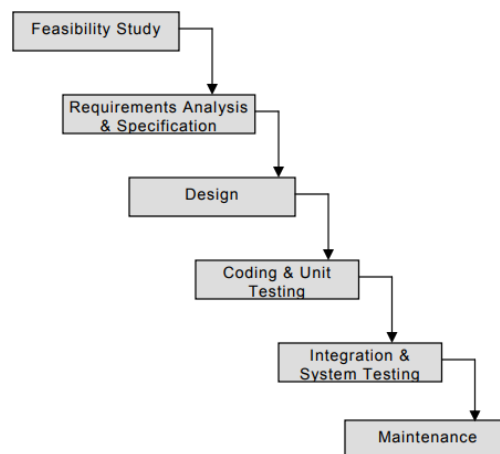 Feasibility Study
Requirements Analysis
& Specification
Design
Coding & Unit
Testing
Integration &
System Testing
Maintenance